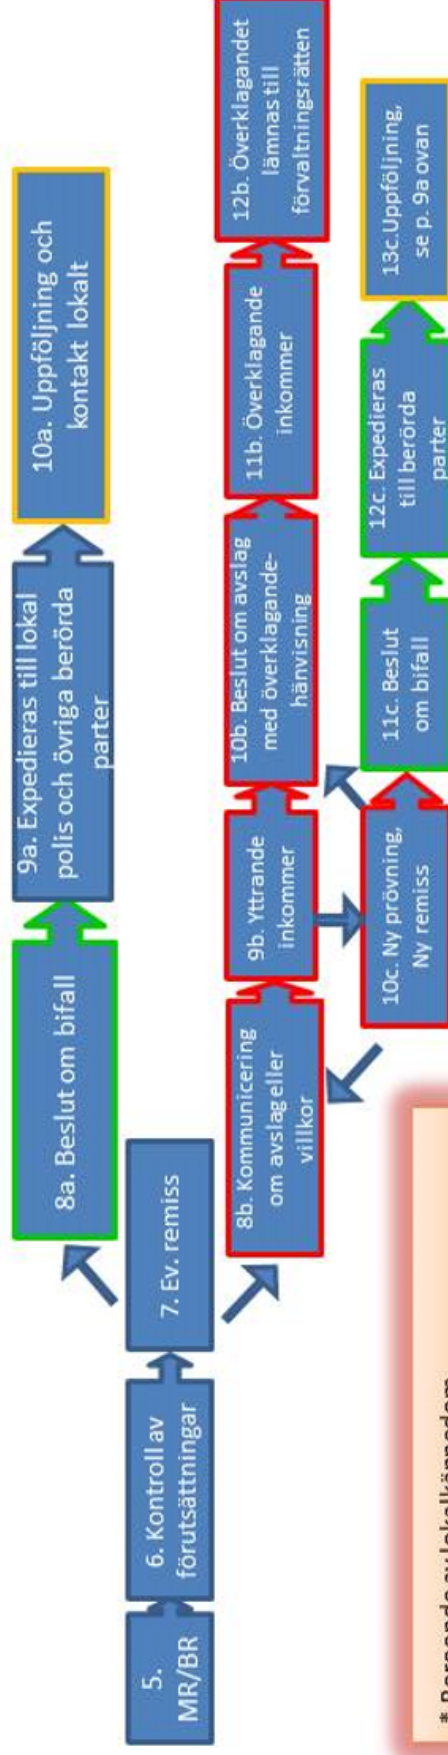 5.
MR/BR
6. Kontroll av
förutsättningar
7. Ev. remiss
8a. Beslut om bifall
9a. Expedieras till lokal
polis och övriga berörda
parter
10a. Uppföljning och
kontakt lokalt
8b. Kommunicering
om avslag eller
villkor
9b. Yttrande
inkommer
10b. Beslut om avslag
med överklagande-
hänvisning
11b. Överklagande
inkommer
12b. Överklagandet
lämnas till
förvaltningsrätten
10c. Ny prövning,
Ny remiss
11c. Beslut
om bifall
12c. Expedieras
till berörda
parter
13c.Uppföljning,
se p. 9a ovan
* Beroende av lokalkännedom